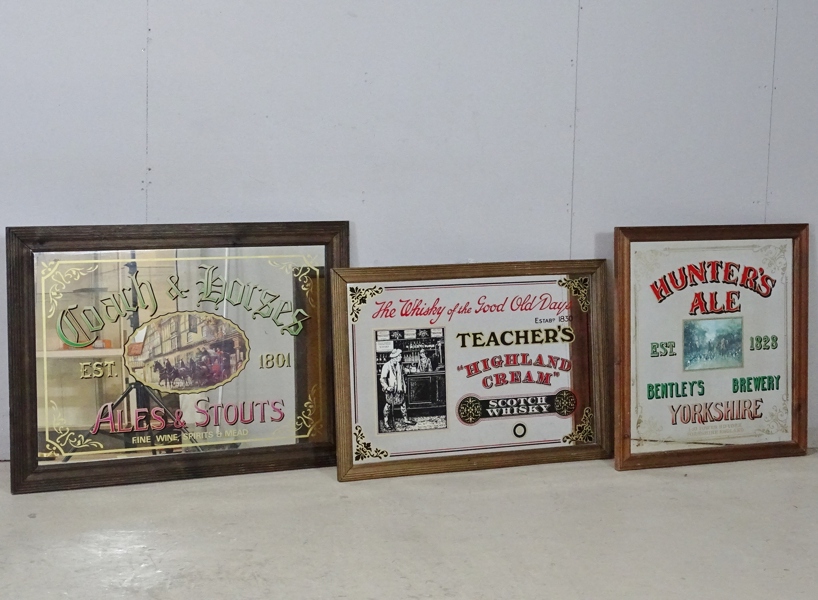 Coach & Horses
EST. 1801
ALES & STOUTS
FINE WINE, SPIRITS & MEAD
The Whisky of the Good Old Days
ESTABD 1830
TEACHER'S
"HIGHLAND
CREAM"
SCOTCH
WHISKY
HUNTER'S
ALE
EST 1828
BENTLEY'S BREWERY
YORKSHIRE